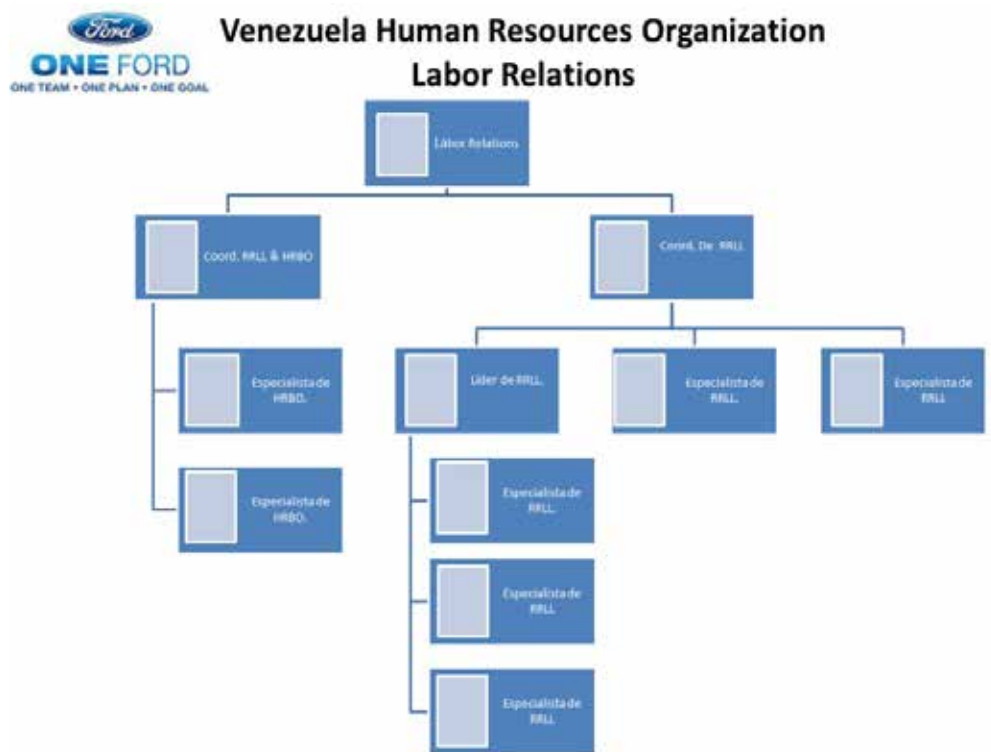 Ford
ONE FORD
ONE TEAM • ONE PLAN • ONE GOAL
Venezuela Human Resources Organization
Labor Relations
Labor Relations
Coord. RRLL & HRBO
Coord. De RRLL
Especialista de
HRBO.
Especialista de
HRBO.
Líder de RRLL.
Especialista de
RRLL.
Especialista de
RRLL
Especialista de
RRLL.
Especialista de
RRLL
Especialista de
RRLL